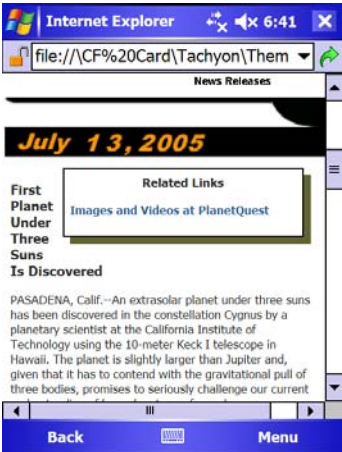 Internet Explorer 6:41
file://\CF%20Card\Tachyon\Them
News Releases
July 13, 2005
First
Planet
Under
Three
Suns
Is Discovered
Related Links
Images and Videos at PlanetQuest
PASADENA, Calif.--An extrasolar planet under three suns
has been discovered in the constellation Cygnus by a
planetary scientist at the California Institute of
Technology using the 10-meter Keck I telescope in
Hawaii. The planet is slightly larger than Jupiter and,
given that it has to contend with the gravitational pull of
three bodies, promises to seriously challenge our current
Back Menu